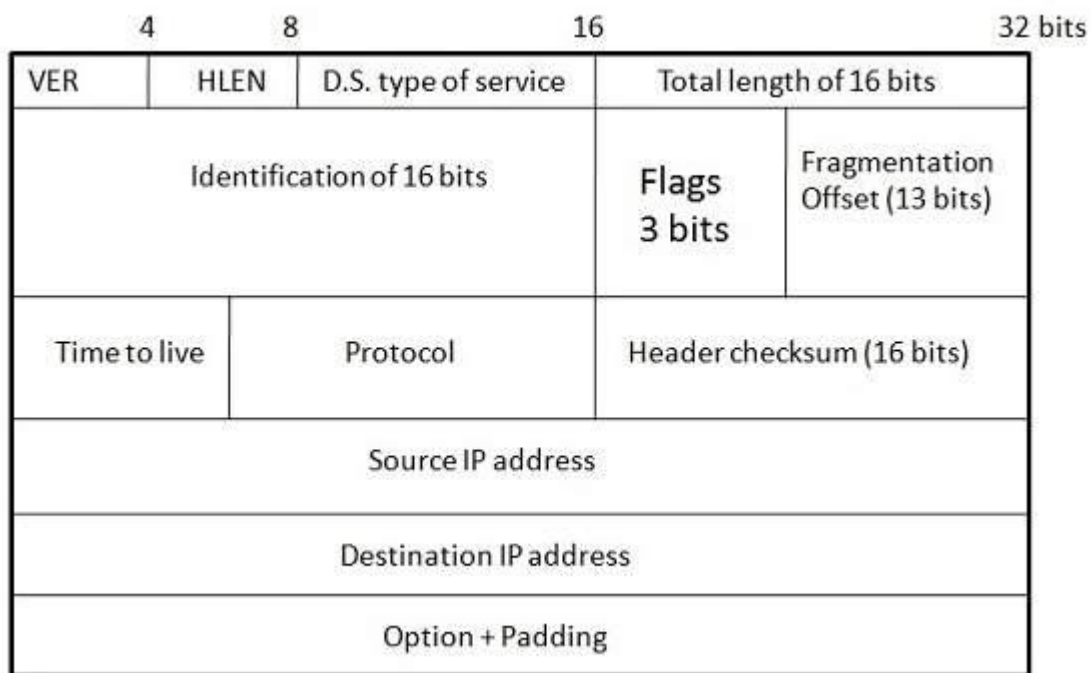 4 8 16 32 bits
VER HLEN D.S. type of service Total length of 16 bits
Identification of 16 bits
Flags
3 bits
Fragmentation
Offset (13 bits)
Time to live Protocol Header checksum (16 bits)
Source IP address
Destination IP address
Option + Padding